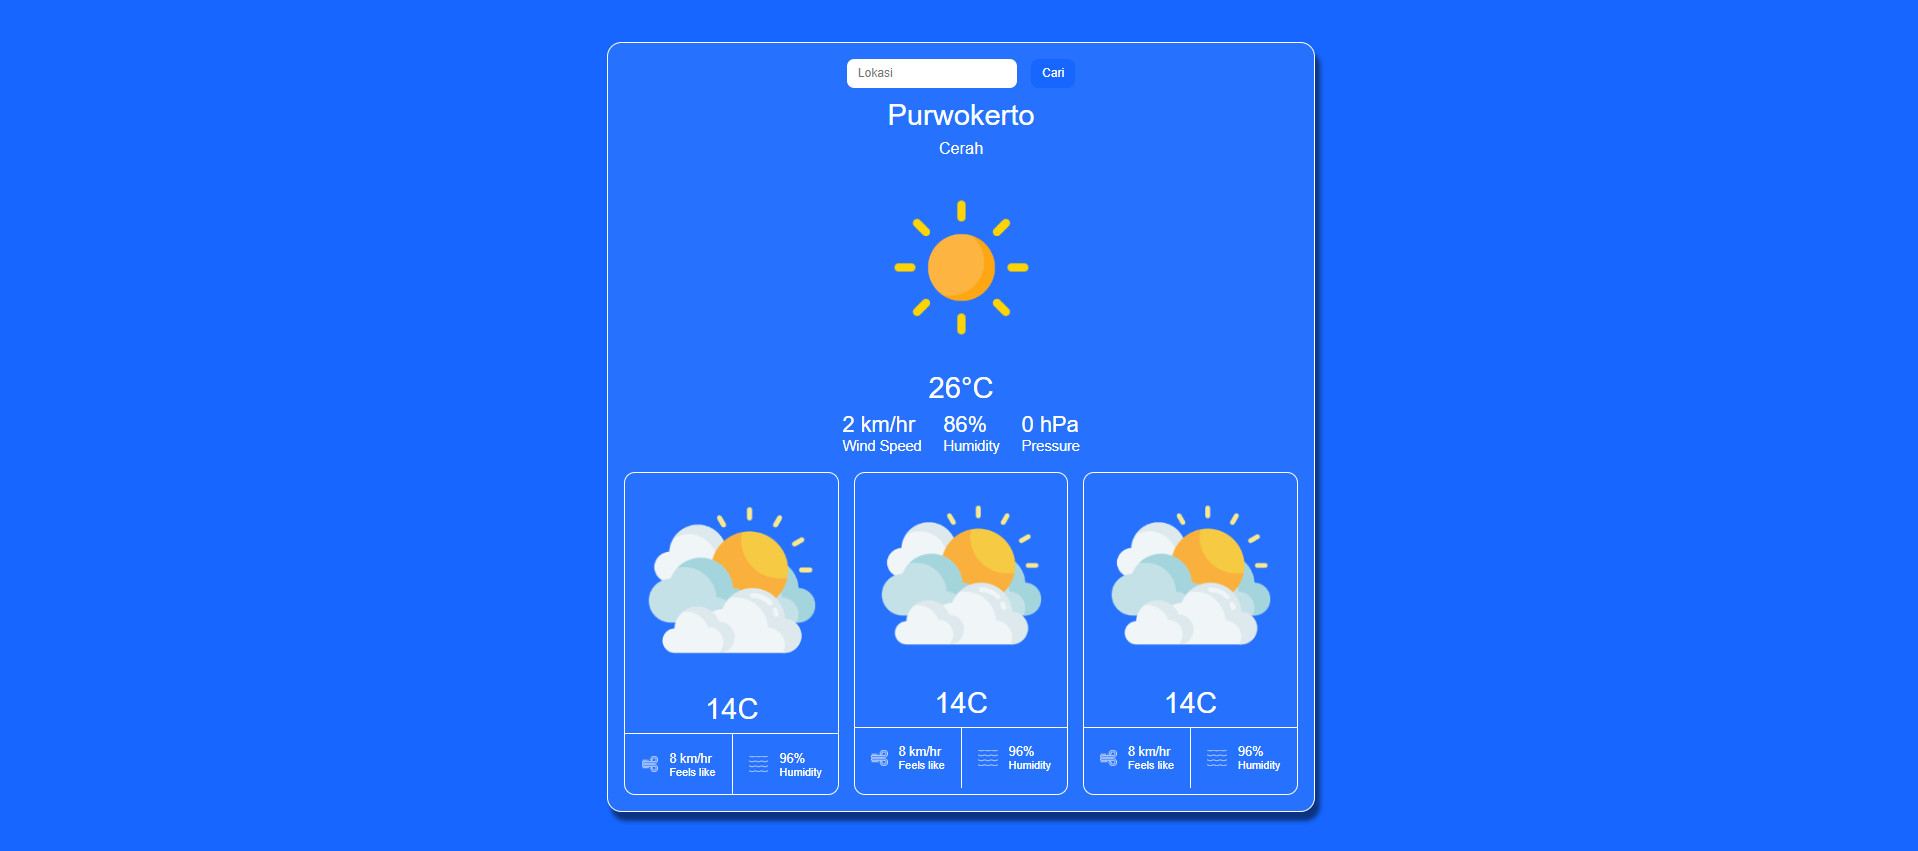 Lokasi Cari
Purwokerto
Cerah
26°C
2 km/hr 86% 0 hPa
Wind Speed Humidity Pressure
14C 14C 14C
8 km/hr 96% 8 km/hr 96% 8 km/hr 96%
Feels like Humidity Feels like Humidity Feels like Humidity